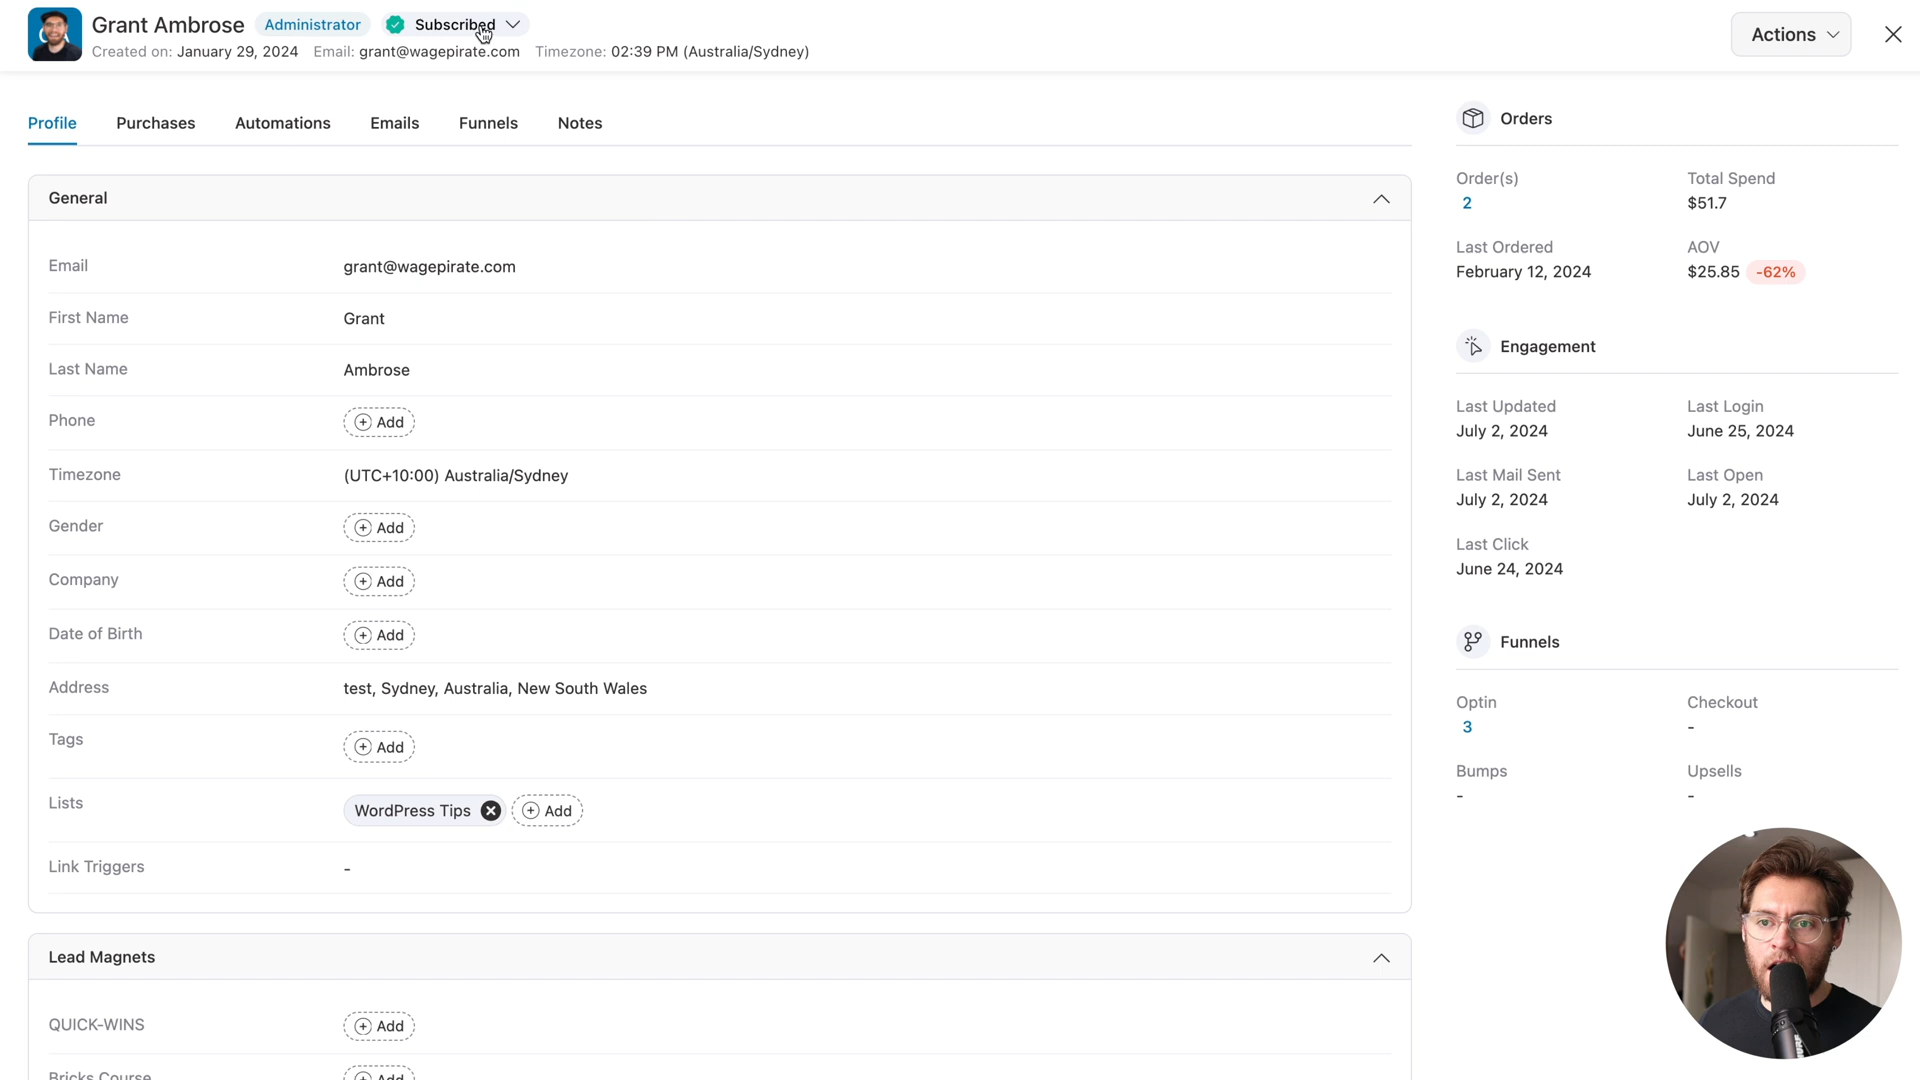 Grant Ambrose Administrator Subscribed
Created on: January 29, 2024 Email: grant@wagepirate.com Timezone: 02:39 PM (Australia/Sydney)
Actions
Profile Purchases Automations Emails Funnels Notes
General
Email grant@wagepirate.com
First Name Grant
Last Name Ambrose
Phone Add
Timezone (UTC+10:00) Australia/Sydney
Gender Add
Company Add
Date of Birth Add
Address test, Sydney, Australia, New South Wales
Tags Add
Lists WordPress Tips Add
Link Triggers -
Lead Magnets
QUICK-WINS Add
Bricks Course Add
Orders
Order(s) Total Spend
2 $51.7
Last Ordered AOV
February 12, 2024 $25.85 -62%
Engagement
Last Updated Last Login
July 2, 2024 June 25, 2024
Last Mail Sent Last Open
July 2, 2024 July 2, 2024
Last Click
June 24, 2024
Funnels
Optin Checkout
3 -
Bumps Upsells
- -